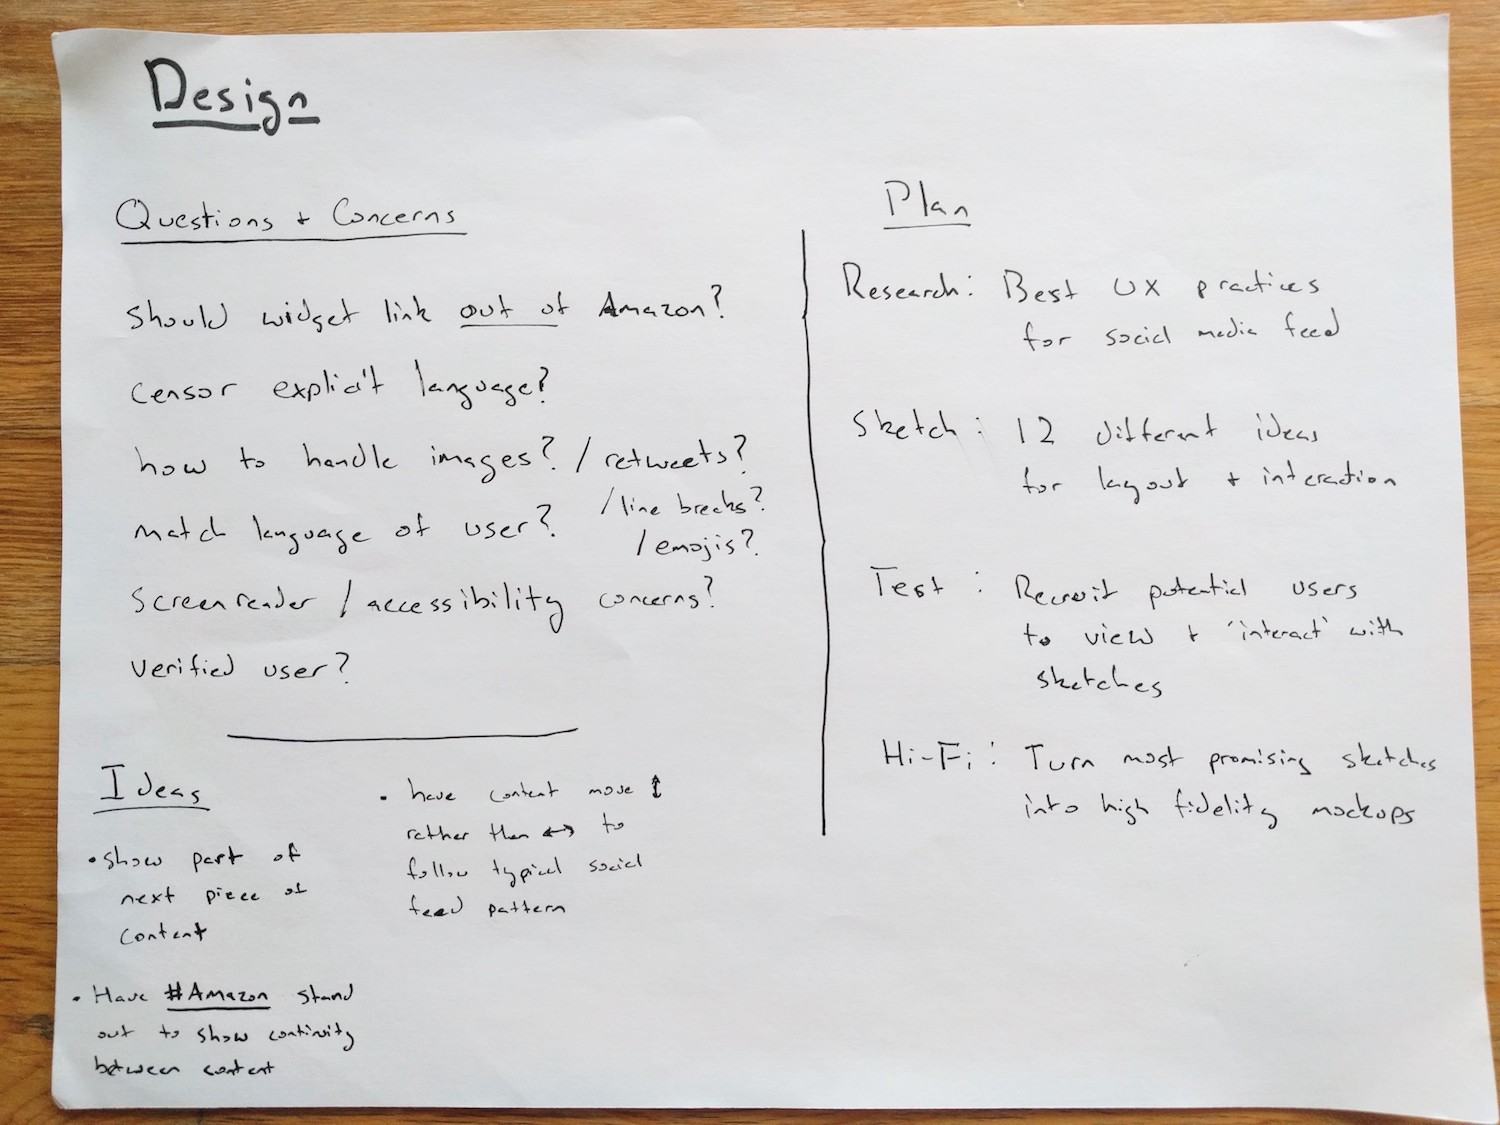 Design
Questions + Concerns
should widget link out of Amazon?
censor explicit language?
how to handle images? / retweets?
/ line breaks?
/ emojis?
match language of user?
screenreader / accessibility concerns?
verified user?
Ideas
• show part of
next piece of
content
• Have #Amazon stand
out to show continuity
between content
• have content move ↕
rather than ↔ to
follow typical social
feed pattern
Plan
Research: Best UX practices
for social media feed
Sketch: 12 different ideas
for layout + interaction
Test: Recruit potential users
to view + 'interact' with
sketches
Hi-Fi: Turn most promising sketches
into high fidelity mockups